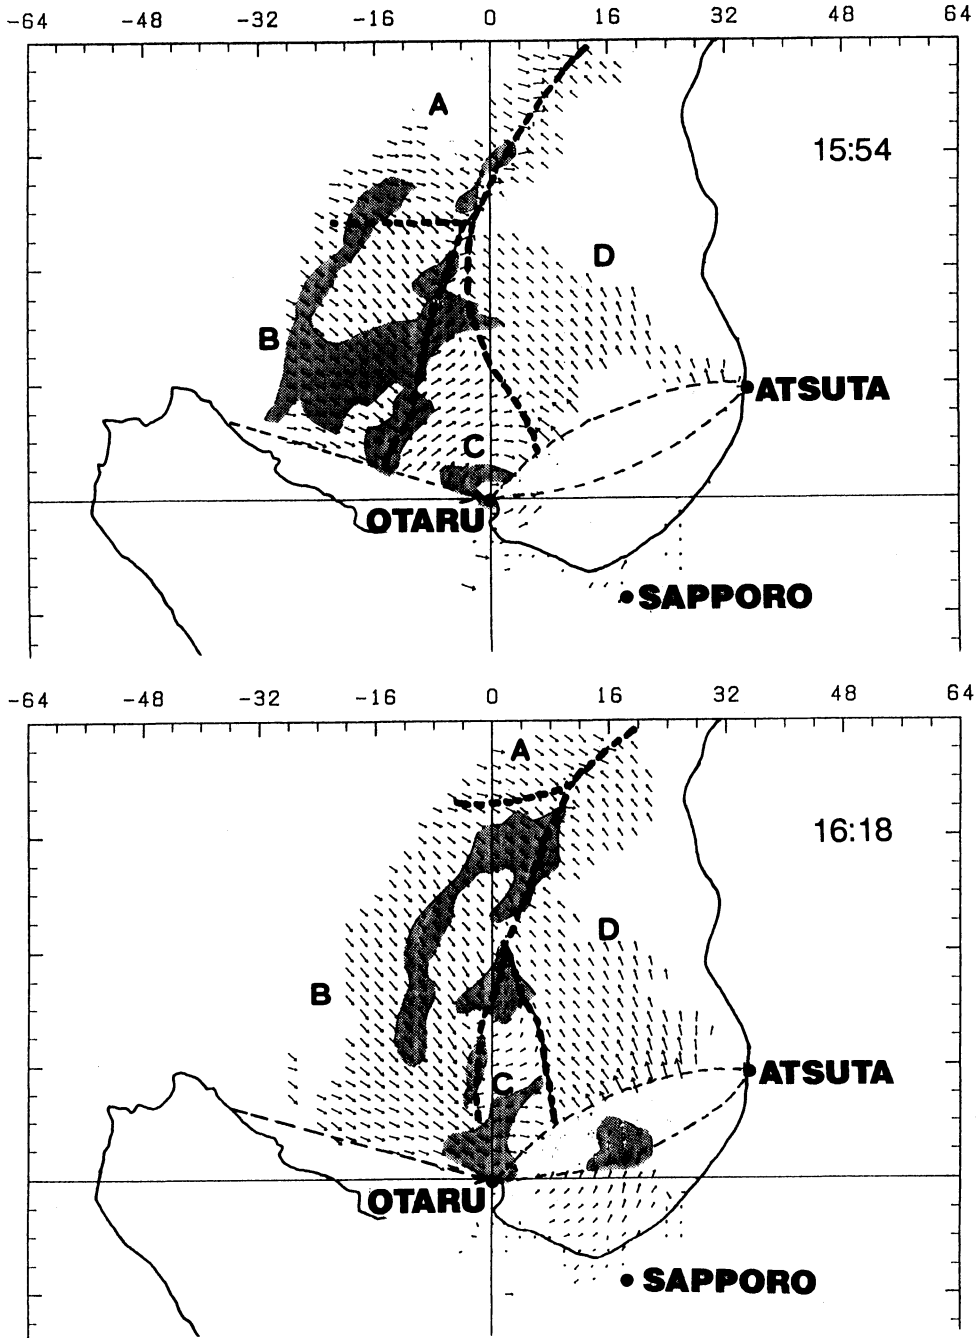 -64 -48 -32 -16 0 16 32 48 64
A
15:54
D
B
ATSUTA
C
OTARU
SAPPORO
-64 -48 -32 -16 0 16 32 48 64
A
16:18
D
B
ATSUTA
C
OTARU
SAPPORO